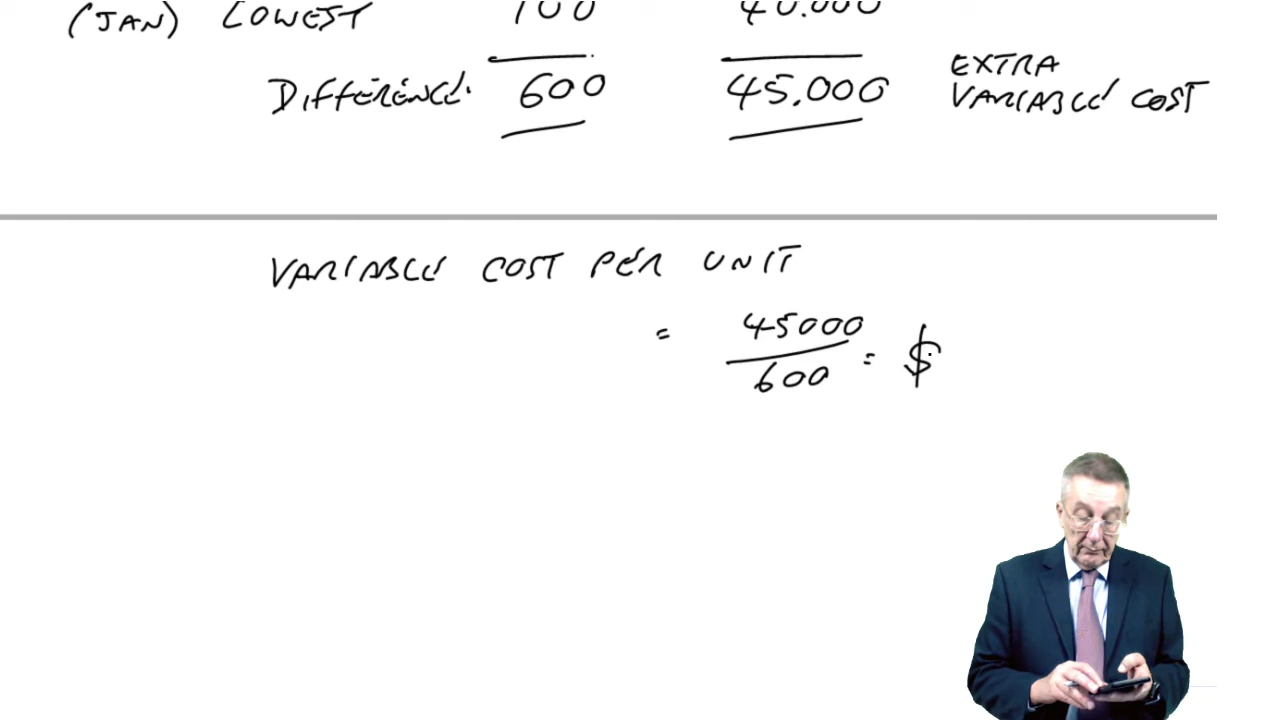 (JAN) LOWEST 100 40.000
DIFFERENCE. 600 45.000 EXTRA
VARIABLE COST
VARIABLE COST PER UNIT
= 45000
600 = $